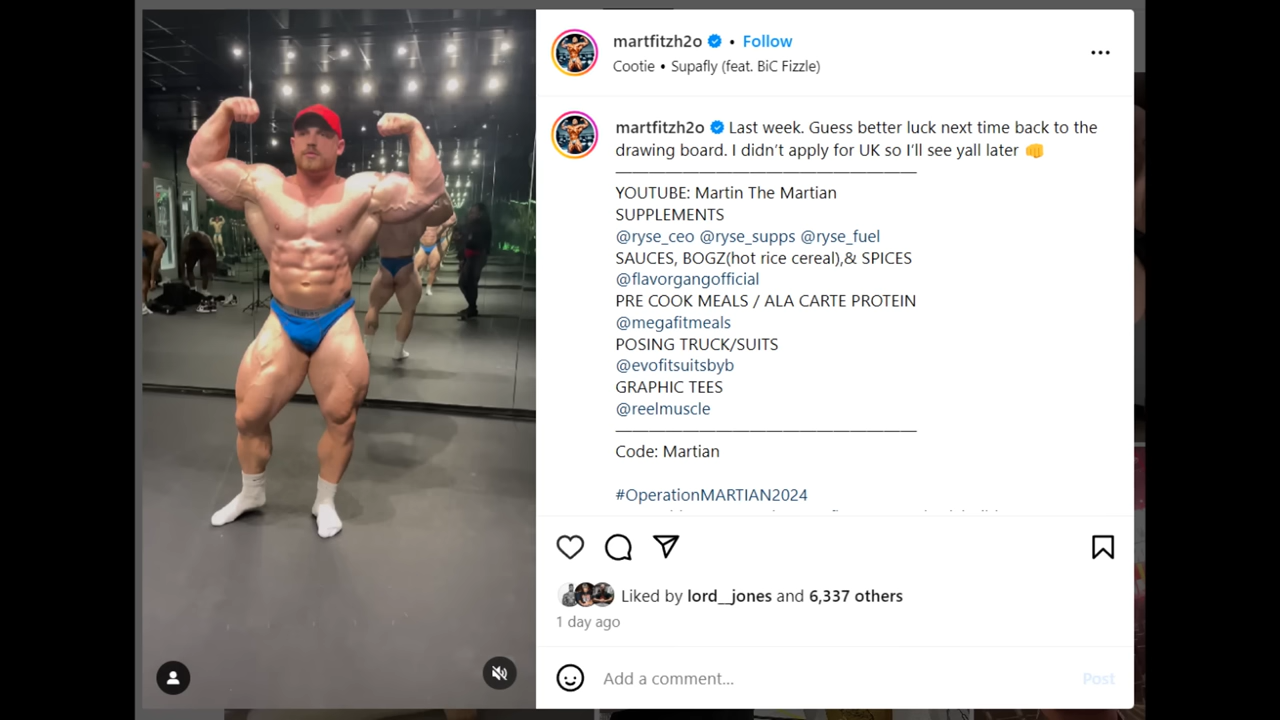 martfitzh2o • Follow
Cootie • Supafly (feat. BiC Fizzle)
martfitzh2o Last week. Guess better luck next time back to the
drawing board. I didn’t apply for UK so I’ll see yall later 👊
————————————————————
YOUTUBE: Martin The Martian
SUPPLEMENTS
@ryse_ceo @ryse_supps @ryse_fuel
SAUCES, BOGZ(hot rice cereal),& SPICES
@flavorgangofficial
PRE COOK MEALS / ALA CARTE PROTEIN
@megafitmeals
POSING TRUCK/SUITS
@evofitsuitsbyb
GRAPHIC TEES
@reelmuscle
————————————————————
Code: Martian
#OperationMARTIAN2024
Liked by lord__jones and 6,337 others
1 day ago
Add a comment...
Post